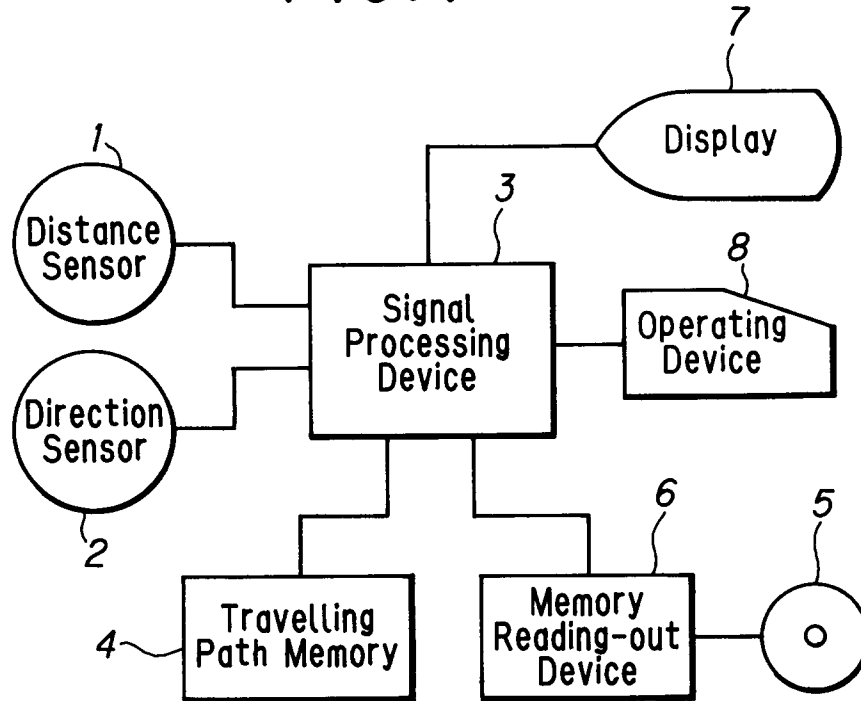 7
Display
1
Distance
Sensor
3
Signal
Processing
Device
8
Operating
Device
Direction
Sensor
2
6
5
4
Travelling
Path Memory
Memory
Reading-out
Device